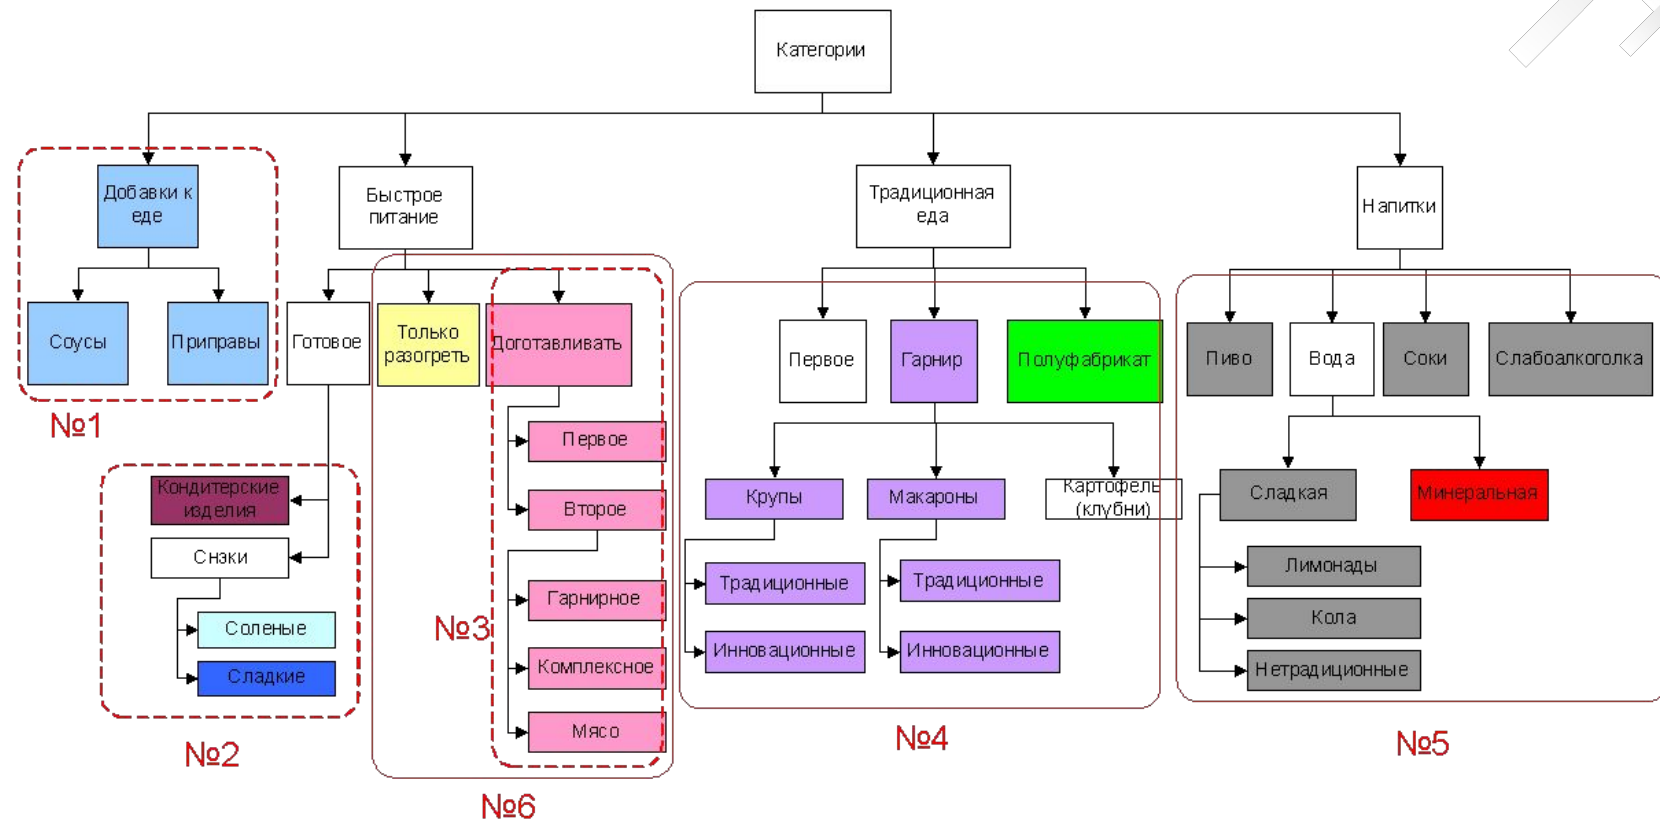 Категории
Добавки к
еде
Быстрое
питание
Традиционная
еда
Напитки
Соусы
Приправы
Готовое
Только
разогреть
Доготавливать
Первое
Гарнир
Полуфабрикат
Пиво
Вода
Соки
Слабоалкоголка
№1
Первое
Второе
Гарнирное
Комплексное
Мясо
Кондитерские
изделия
Снэки
Соленые
Сладкие
№2
№3
№6
Крупы
Макароны
Картофель
(клубни)
Традиционные
Инновационные
Традиционные
Инновационные
№4
Сладкая
Минеральная
Лимонады
Кола
Нетрадиционные
№5